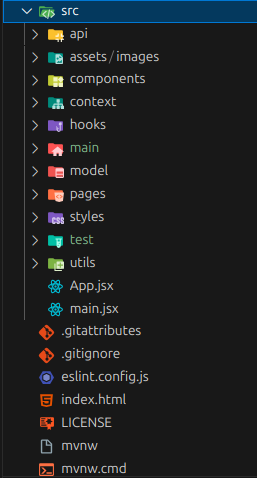 src
api
assets/images
components
context
hooks
main
model
pages
styles
test
utils
App.jsx
main.jsx
.gitattributes
.gitignore
eslint.config.js
index.html
LICENSE
mvnw
mvnw.cmd